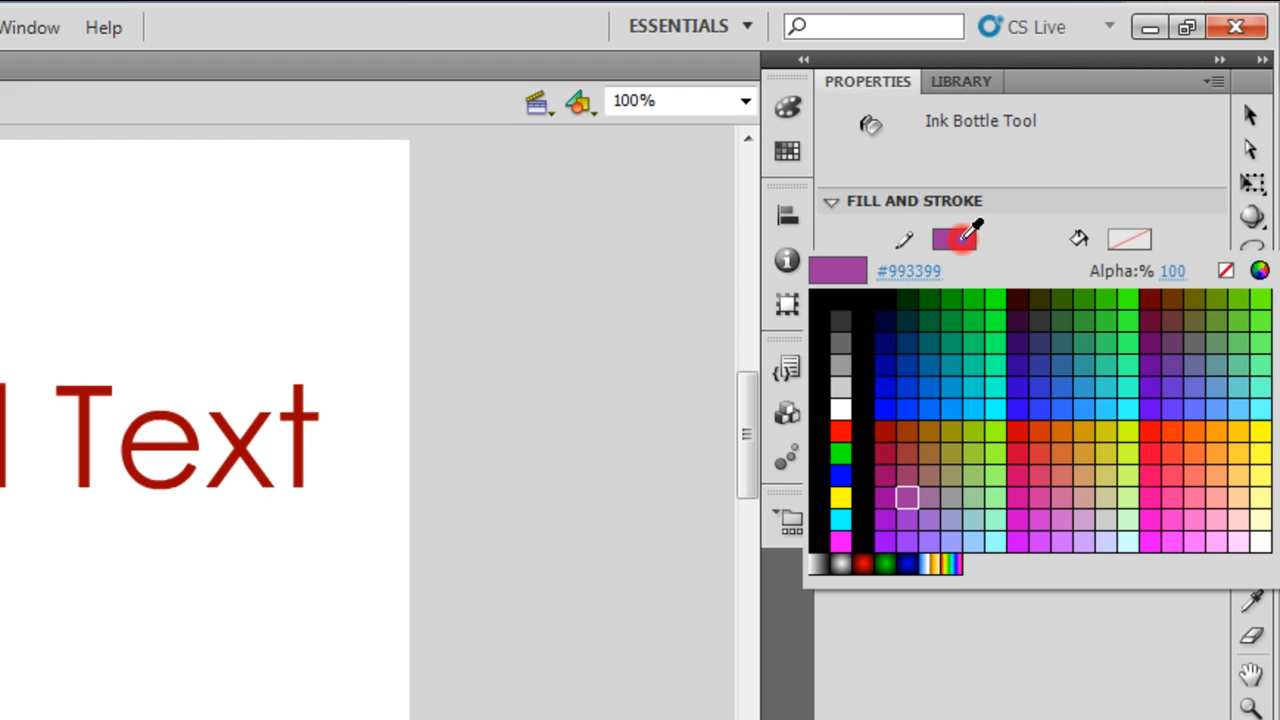 Window Help ESSENTIALS CS Live
PROPERTIES LIBRARY
100%
Ink Bottle Tool
FILL AND STROKE
#993399 Alpha:% 100
Text